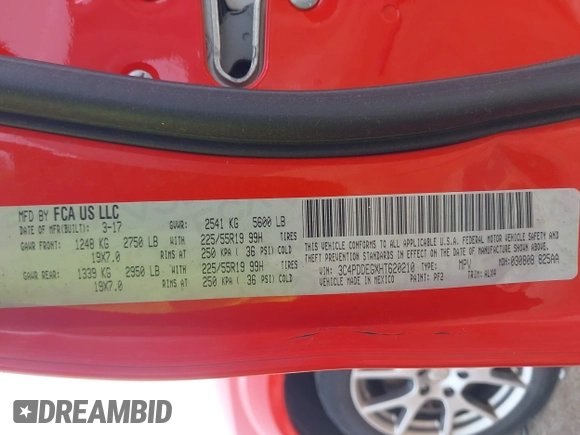 MFD BY FCA US LLC
DATE OF MFR(BUILT): 3-17 GVWR: 2541 KG 5600 LB
GAWR FRONT: 1248 KG 2750 LB WITH 225/55R19 99H TIRES
19X7.0 RIMS AT 250 KPA ( 36 PSI) COLD
GAWR REAR: 1339 KG 2950 LB WITH 225/55R19 99H TIRES
19X7.0 RIMS AT 250 KPA ( 36 PSI) COLD
THIS VEHICLE CONFORMS TO ALL APPLICABLE U.S.A. FEDERAL MOTOR VEHICLE SAFETY, BUMPER AND
THEFT PREVENTION STANDARDS IN EFFECT ON THE DATE OF MANUFACTURE SHOWN ABOVE.
VIN: 3C4PDDEGXHT620210 TYPE: MPV MDH:030808 825AA
VEHICLE MADE IN MEXICO PAINT: PF2 TRIM:
DREAMBID